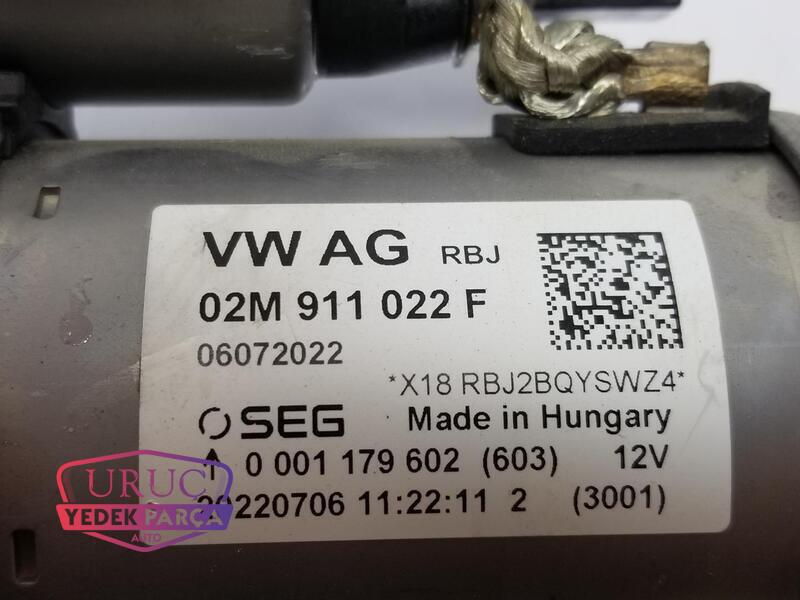 VW AG RBJ
02M 911 022 F
06072022
*X18 RBJ2BQYSWZ4*
SEG Made in Hungary
0 001 179 602 (603) 12V
20220706 11:22:11 2 (3001)
URUÇ
YEDEK PARÇA
AUTO